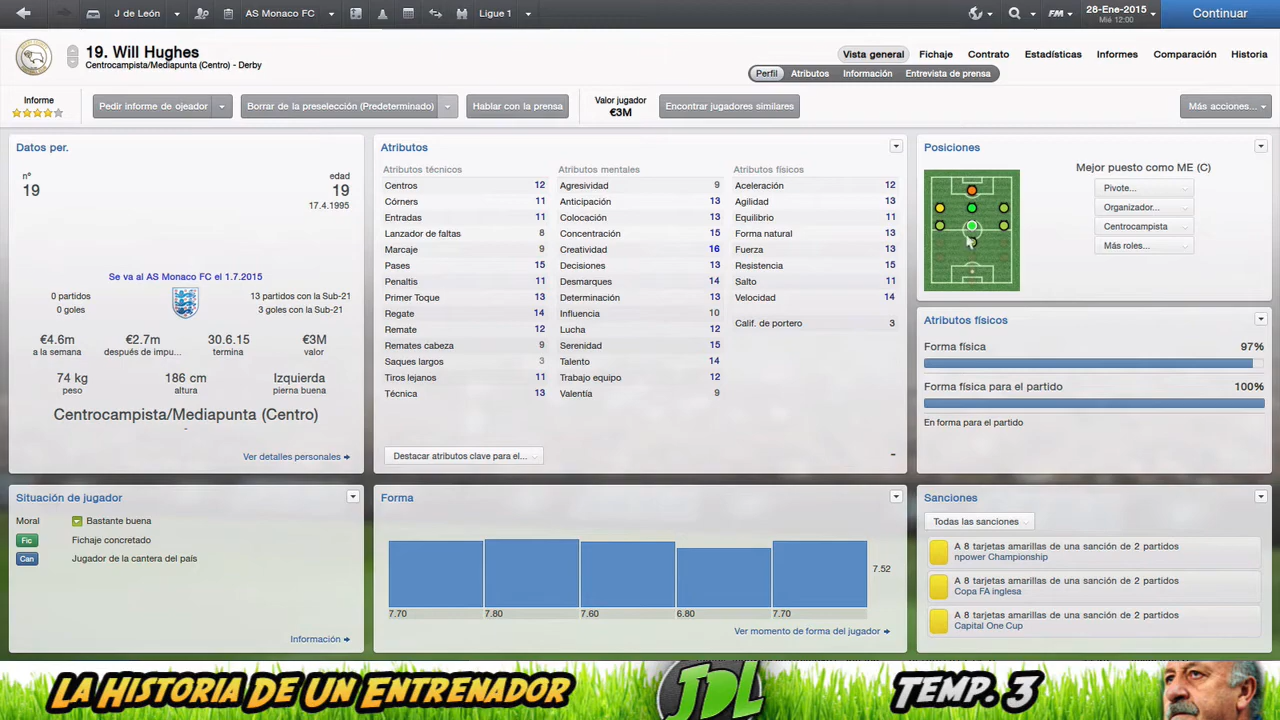 J de León
AS Monaco FC
Ligue 1
FM
28-Ene-2015
Mié 12:00
Continuar
19. Will Hughes
Centrocampista/Mediapunta (Centro) - Derby
Vista general
Fichaje
Contrato
Estadísticas
Informes
Comparación
Historia
Perfil
Atributos
Información
Entrevista de prensa
Informe
Pedir informe de ojeador
Borrar de la preselección (Predeterminado)
Hablar con la prensa
Valor jugador
€3M
Encontrar jugadores similares
Más acciones...
Datos per.
nº
19
edad
19
17.4.1995
Se va al AS Monaco FC el 1.7.2015
0 partidos
0 goles
13 partidos con la Sub-21
3 goles con la Sub-21
€4.6m
a la semana
€2.7m
después de impu...
30.6.15
termina
€3M
valor
74 kg
peso
186 cm
altura
Izquierda
pierna buena
Centrocampista/Mediapunta (Centro)
-
Ver detalles personales
Atributos
Atributos técnicos
Centros 12
Córners 11
Entradas 11
Lanzador de faltas 8
Marcaje 9
Pases 15
Penaltis 11
Primer Toque 13
Regate 14
Remate 12
Remates cabeza 9
Saques largos 3
Tiros lejanos 11
Técnica 13
Atributos mentales
Agresividad 9
Anticipación 13
Colocación 13
Concentración 15
Creatividad 16
Decisiones 13
Desmarques 14
Determinación 13
Influencia 10
Lucha 12
Serenidad 15
Talento 14
Trabajo equipo 12
Valentía 9
Atributos físicos
Aceleración 12
Agilidad 13
Equilibrio 11
Forma natural 13
Fuerza 13
Resistencia 15
Salto 11
Velocidad 14
Calif. de portero 3
Destacar atributos clave para el...
-
Posiciones
Mejor puesto como ME (C)
Pivote...
Organizador...
Centrocampista
Más roles...
Atributos físicos
Forma física 97%
Forma física para el partido 100%
En forma para el partido
Situación de jugador
Moral Bastante buena
Fic Fichaje concretado
Can Jugador de la cantera del país
Información
Forma
7.52
7.70 7.80 7.60 6.80 7.70
Ver momento de forma del jugador
Sanciones
Todas las sanciones
A 8 tarjetas amarillas de una sanción de 2 partidos
npower Championship
A 8 tarjetas amarillas de una sanción de 2 partidos
Copa FA inglesa
A 8 tarjetas amarillas de una sanción de 2 partidos
Capital One Cup
LA HISTORIA DE UN ENTRENADOR
JDL
TEMP. 3